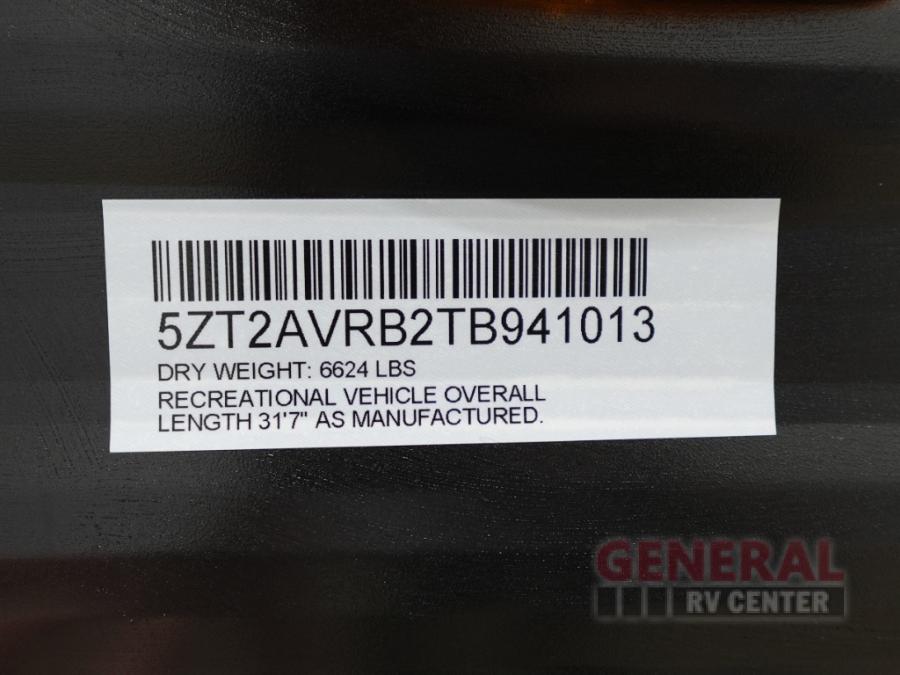 5ZT2AVRB2TB941013
DRY WEIGHT: 6624 LBS
RECREATIONAL VEHICLE OVERALL
LENGTH 31'7" AS MANUFACTURED.
GENERAL
RV CENTER